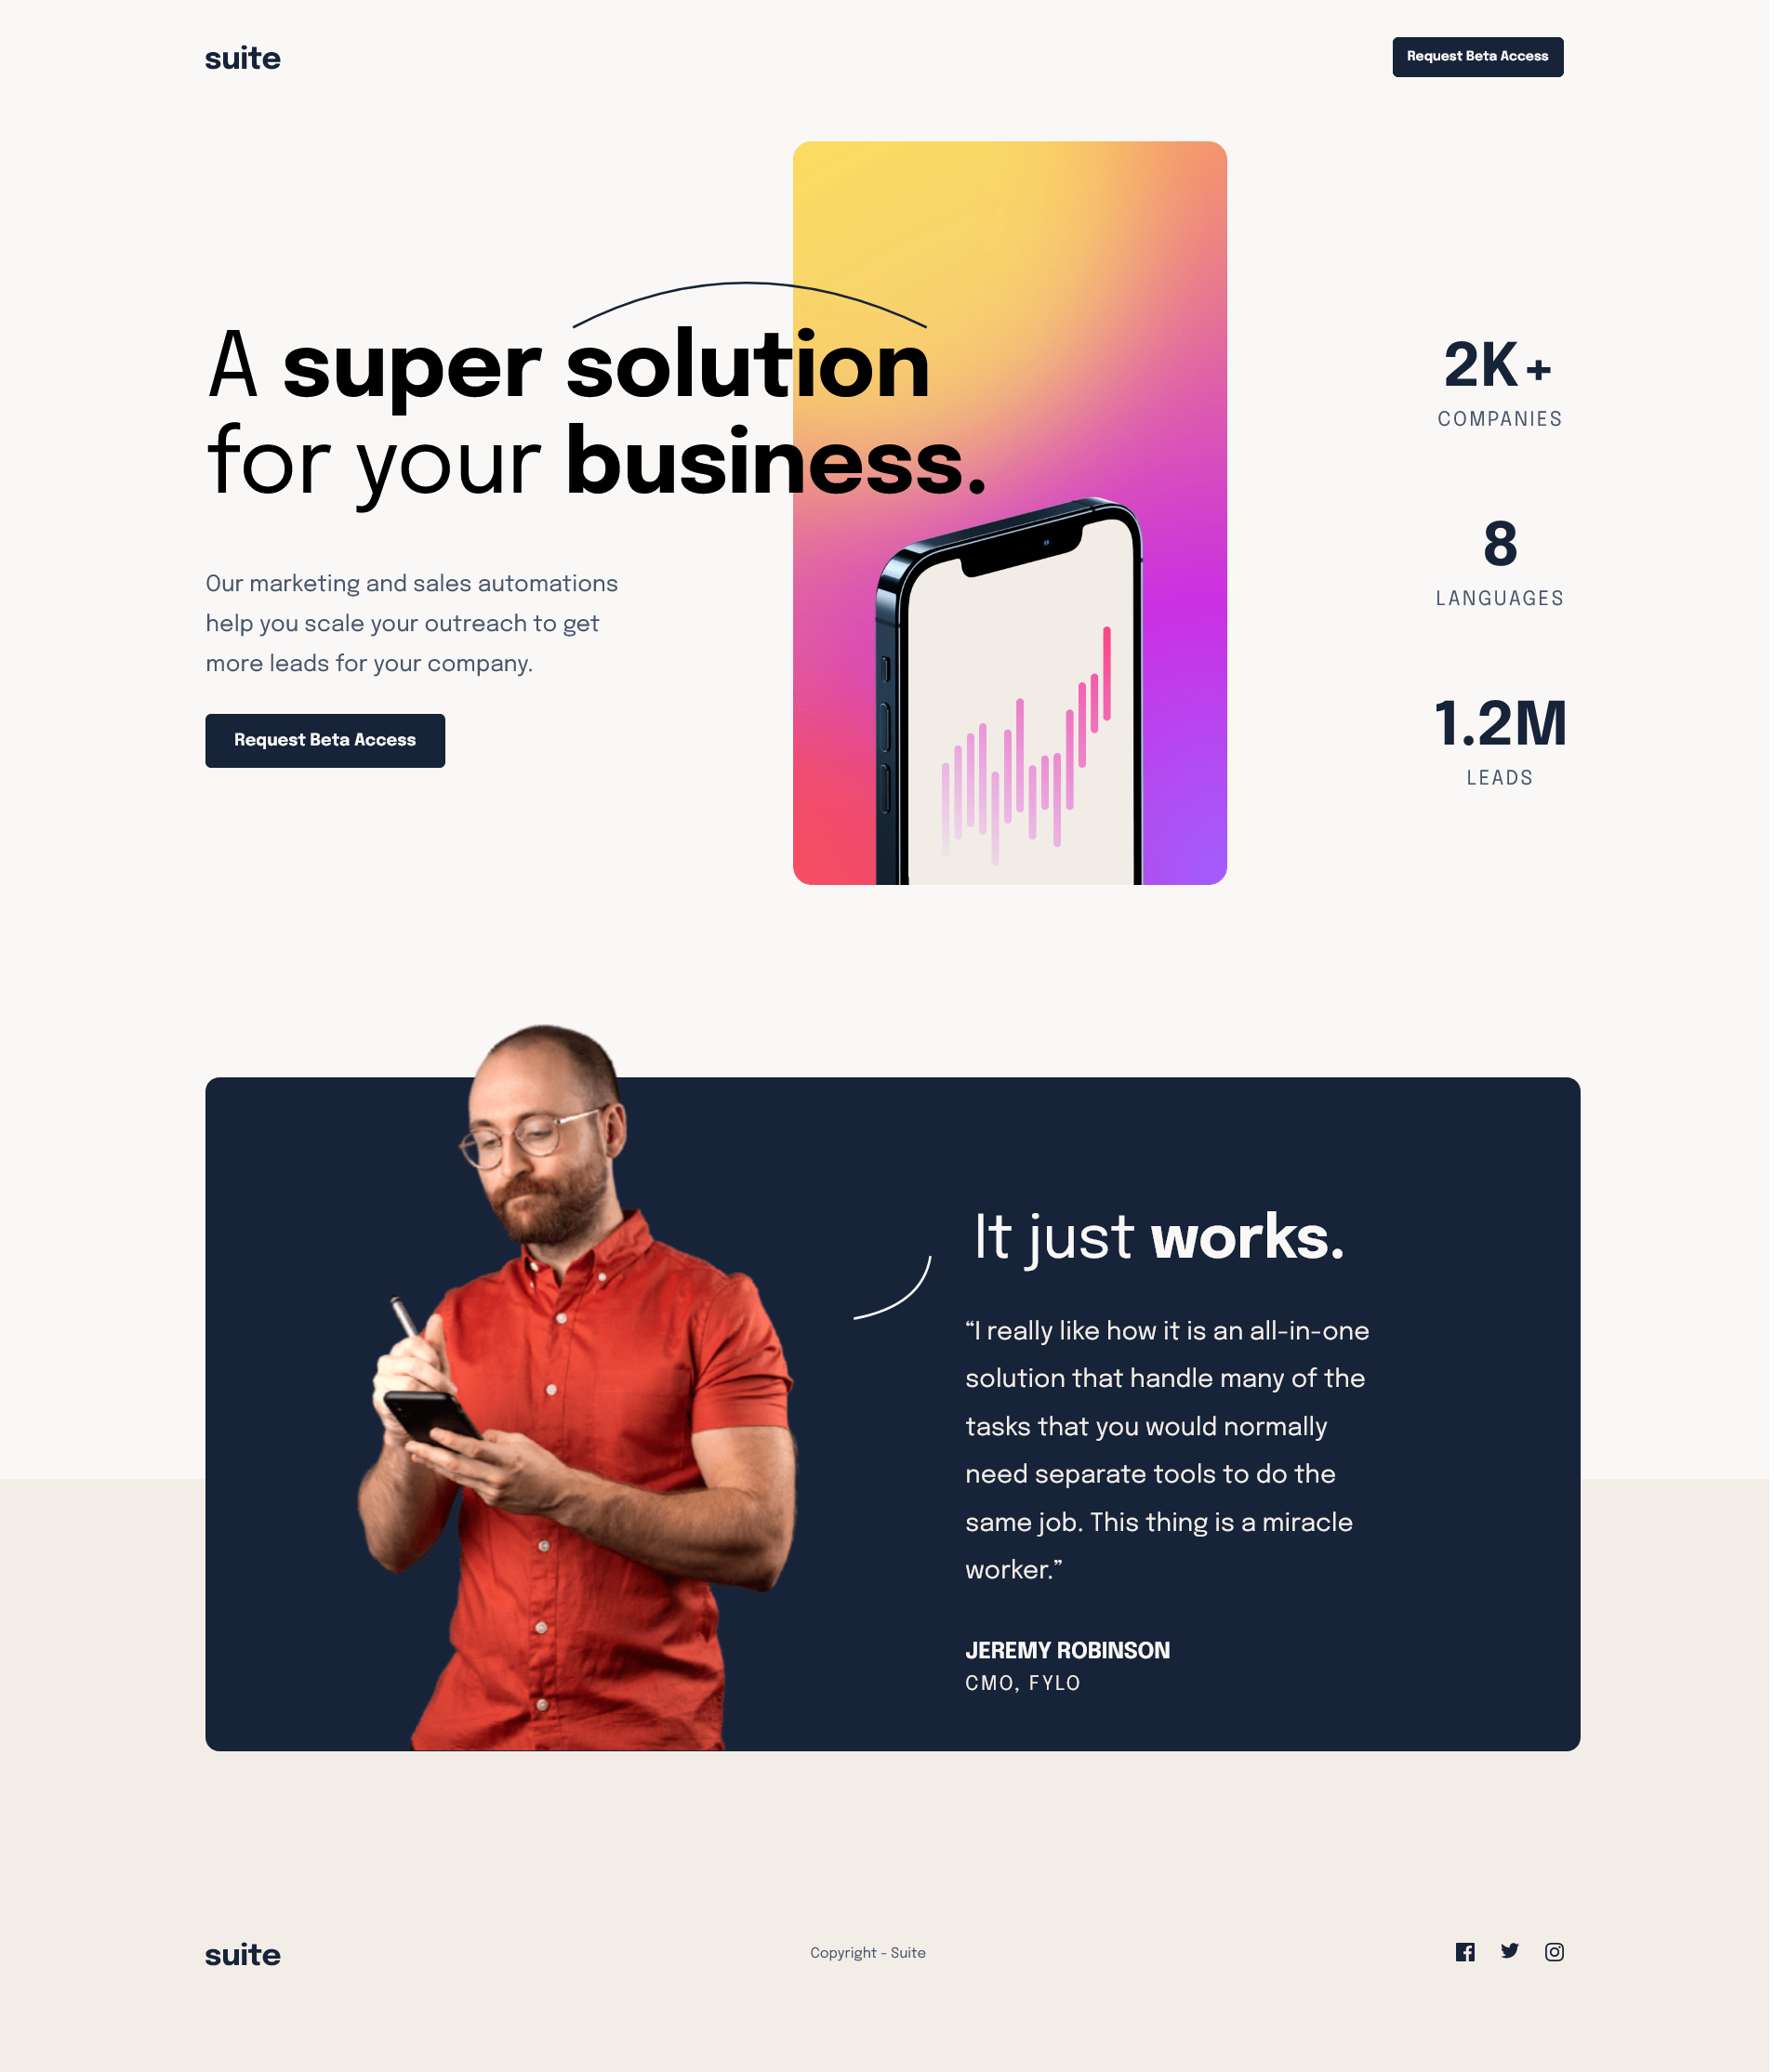 suite
Request Beta Access
A super solution
for your business.
Our marketing and sales automations
help you scale your outreach to get
more leads for your company.
Request Beta Access
2K+
COMPANIES
8
LANGUAGES
1.2M
LEADS
It just works.
“I really like how it is an all-in-one
solution that handle many of the
tasks that you would normally
need separate tools to do the
same job. This thing is a miracle
worker.”
JEREMY ROBINSON
CMO, FYLO
suite
Copyright - Suite